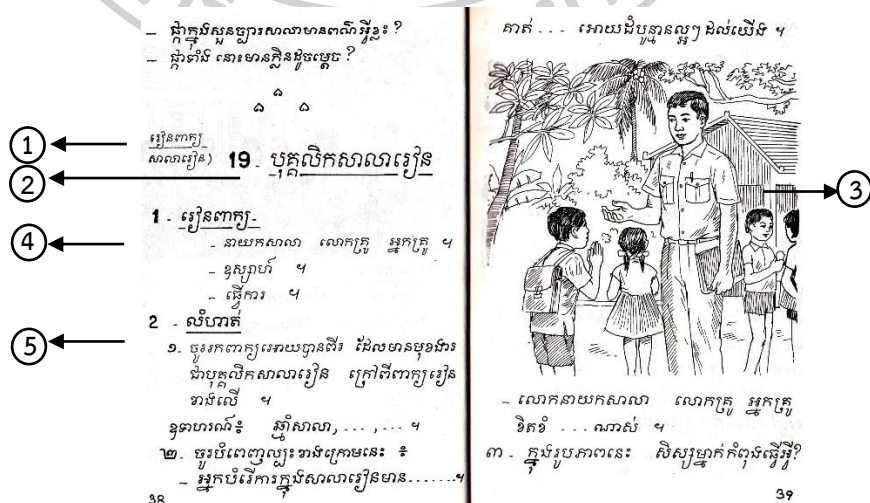 – ផ្កាក្នុងសួនច្បារសាលាមានពណ៌អ្វីខ្លះ ?
– ផ្កាទាំង នោះមានក្លិនដូចម្ដេច ?
1
រៀនពាក្យ
សាលារៀន)
2
19 - បុគ្គលិកសាលារៀន
1 - រៀនពាក្យ-
4
- នាយកសាលា លោកគ្រូ អ្នកគ្រូ ។
- ឧស្សាហ៍ ។
- ធ្វើការ ។
2 - លំហាត់
5
១- ចូររកពាក្យអោយបានពីរ ដែលមានមុខងារ
ជាបុគ្គលិកសាលារៀន ក្រៅពីពាក្យរៀន
ខាងលើ ។
ឧទាហរណ៍៖ ឆ្មាំសាលា, . . . , . . . ។
២- ចូរបំពេញល្បះខាងក្រោមនេះ ៖
– អ្នកបំរើការក្នុងសាលារៀនមាន.......។
38
គាត់ . . . អោយដំបូន្មានល្អៗ ដល់យើង ។
3
– លោកនាយកសាលា លោកគ្រូ អ្នកគ្រូ
ខិតខំ . . . ណាស់ ។
៣- ក្នុងរូបភាពនេះ សិស្សម្នាក់កំពុងធ្វើអ្វី?
39